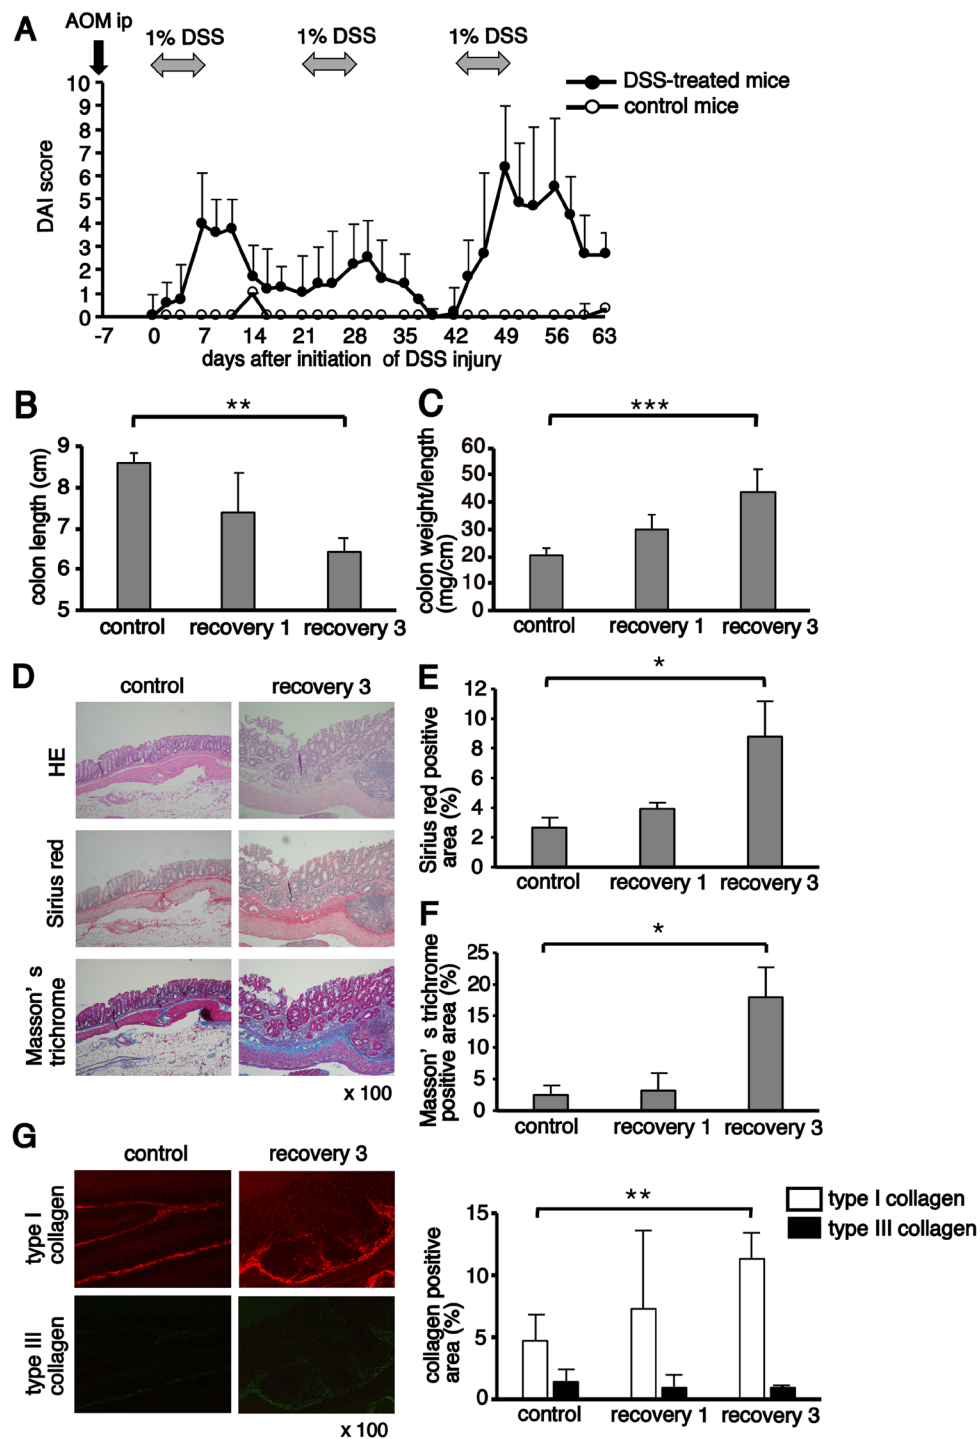 A
AOM ip
1% DSS 1% DSS 1% DSS
DSS-treated mice
control mice
DAI score
10
9
8
7
6
5
4
3
2
1
0
-7 0 7 14 21 28 35 42 49 56 63
days after initiation of DSS injury
B
**
colon length (cm)
9
8
7
6
5
control recovery 1 recovery 3
C
***
colon weight/length
(mg/cm)
60
50
40
30
20
10
0
control recovery 1 recovery 3
D
control recovery 3
HE
Sirius red
Masson's
trichrome
x 100
E
*
Sirius red positive
area (%)
12
10
8
6
4
2
0
control recovery 1 recovery 3
F
*
Masson's trichrome
positive area (%)
25
20
15
10
5
0
control recovery 1 recovery 3
G
control recovery 3
type I
collagen
type III
collagen
x 100
type I collagen
type III collagen
**
collagen positive
area (%)
15
10
5
0
control recovery 1 recovery 3